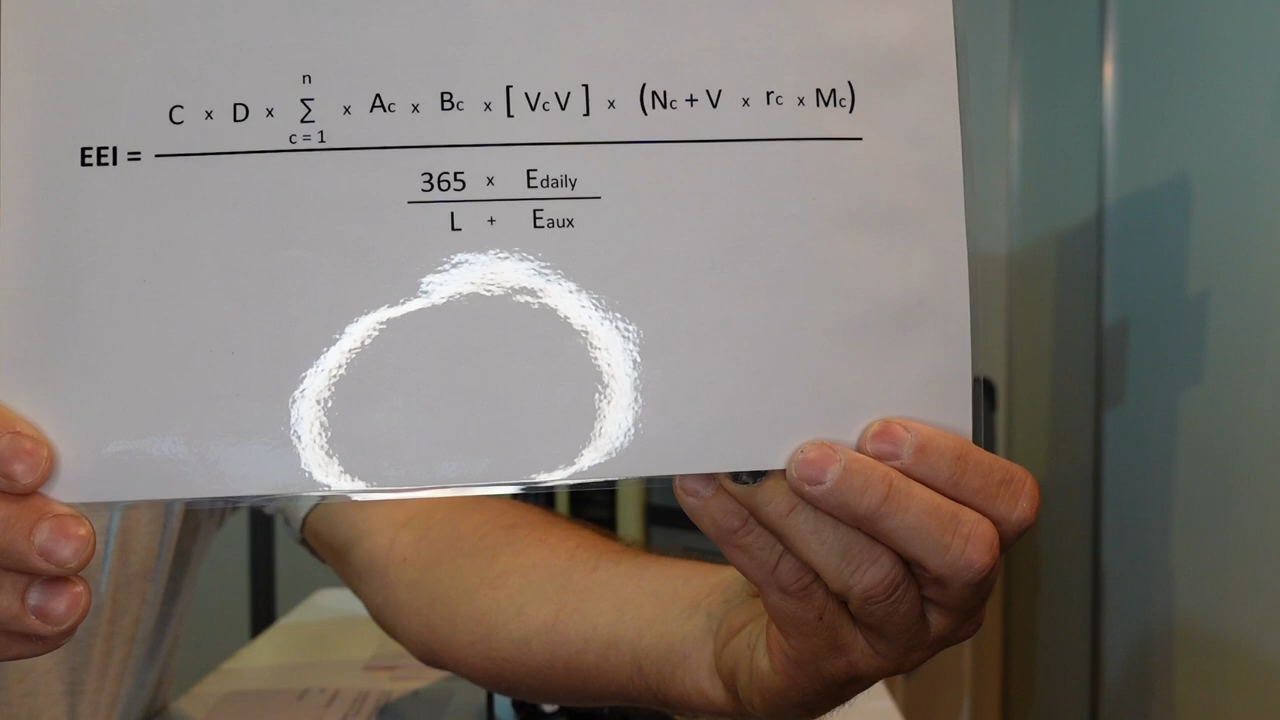 n
C x D x Σ x Ac x Bc x [ VcV ] x (Nc + V x rc x Mc)
c = 1
EEI =
365 x Edaily
L + Eaux